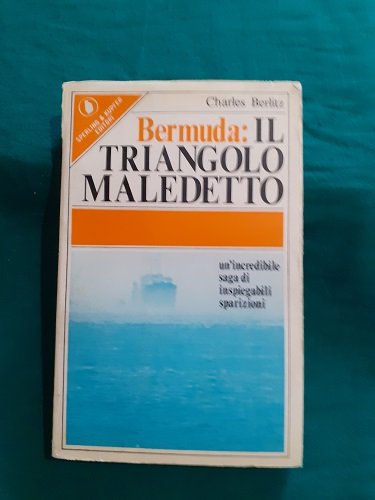 SPERLING & KUPFER
EDITORI
Charles Berlitz
Bermuda: IL
TRIANGOLO
MALEDETTO
un'incredibile
saga di
inspiegabili
sparizioni